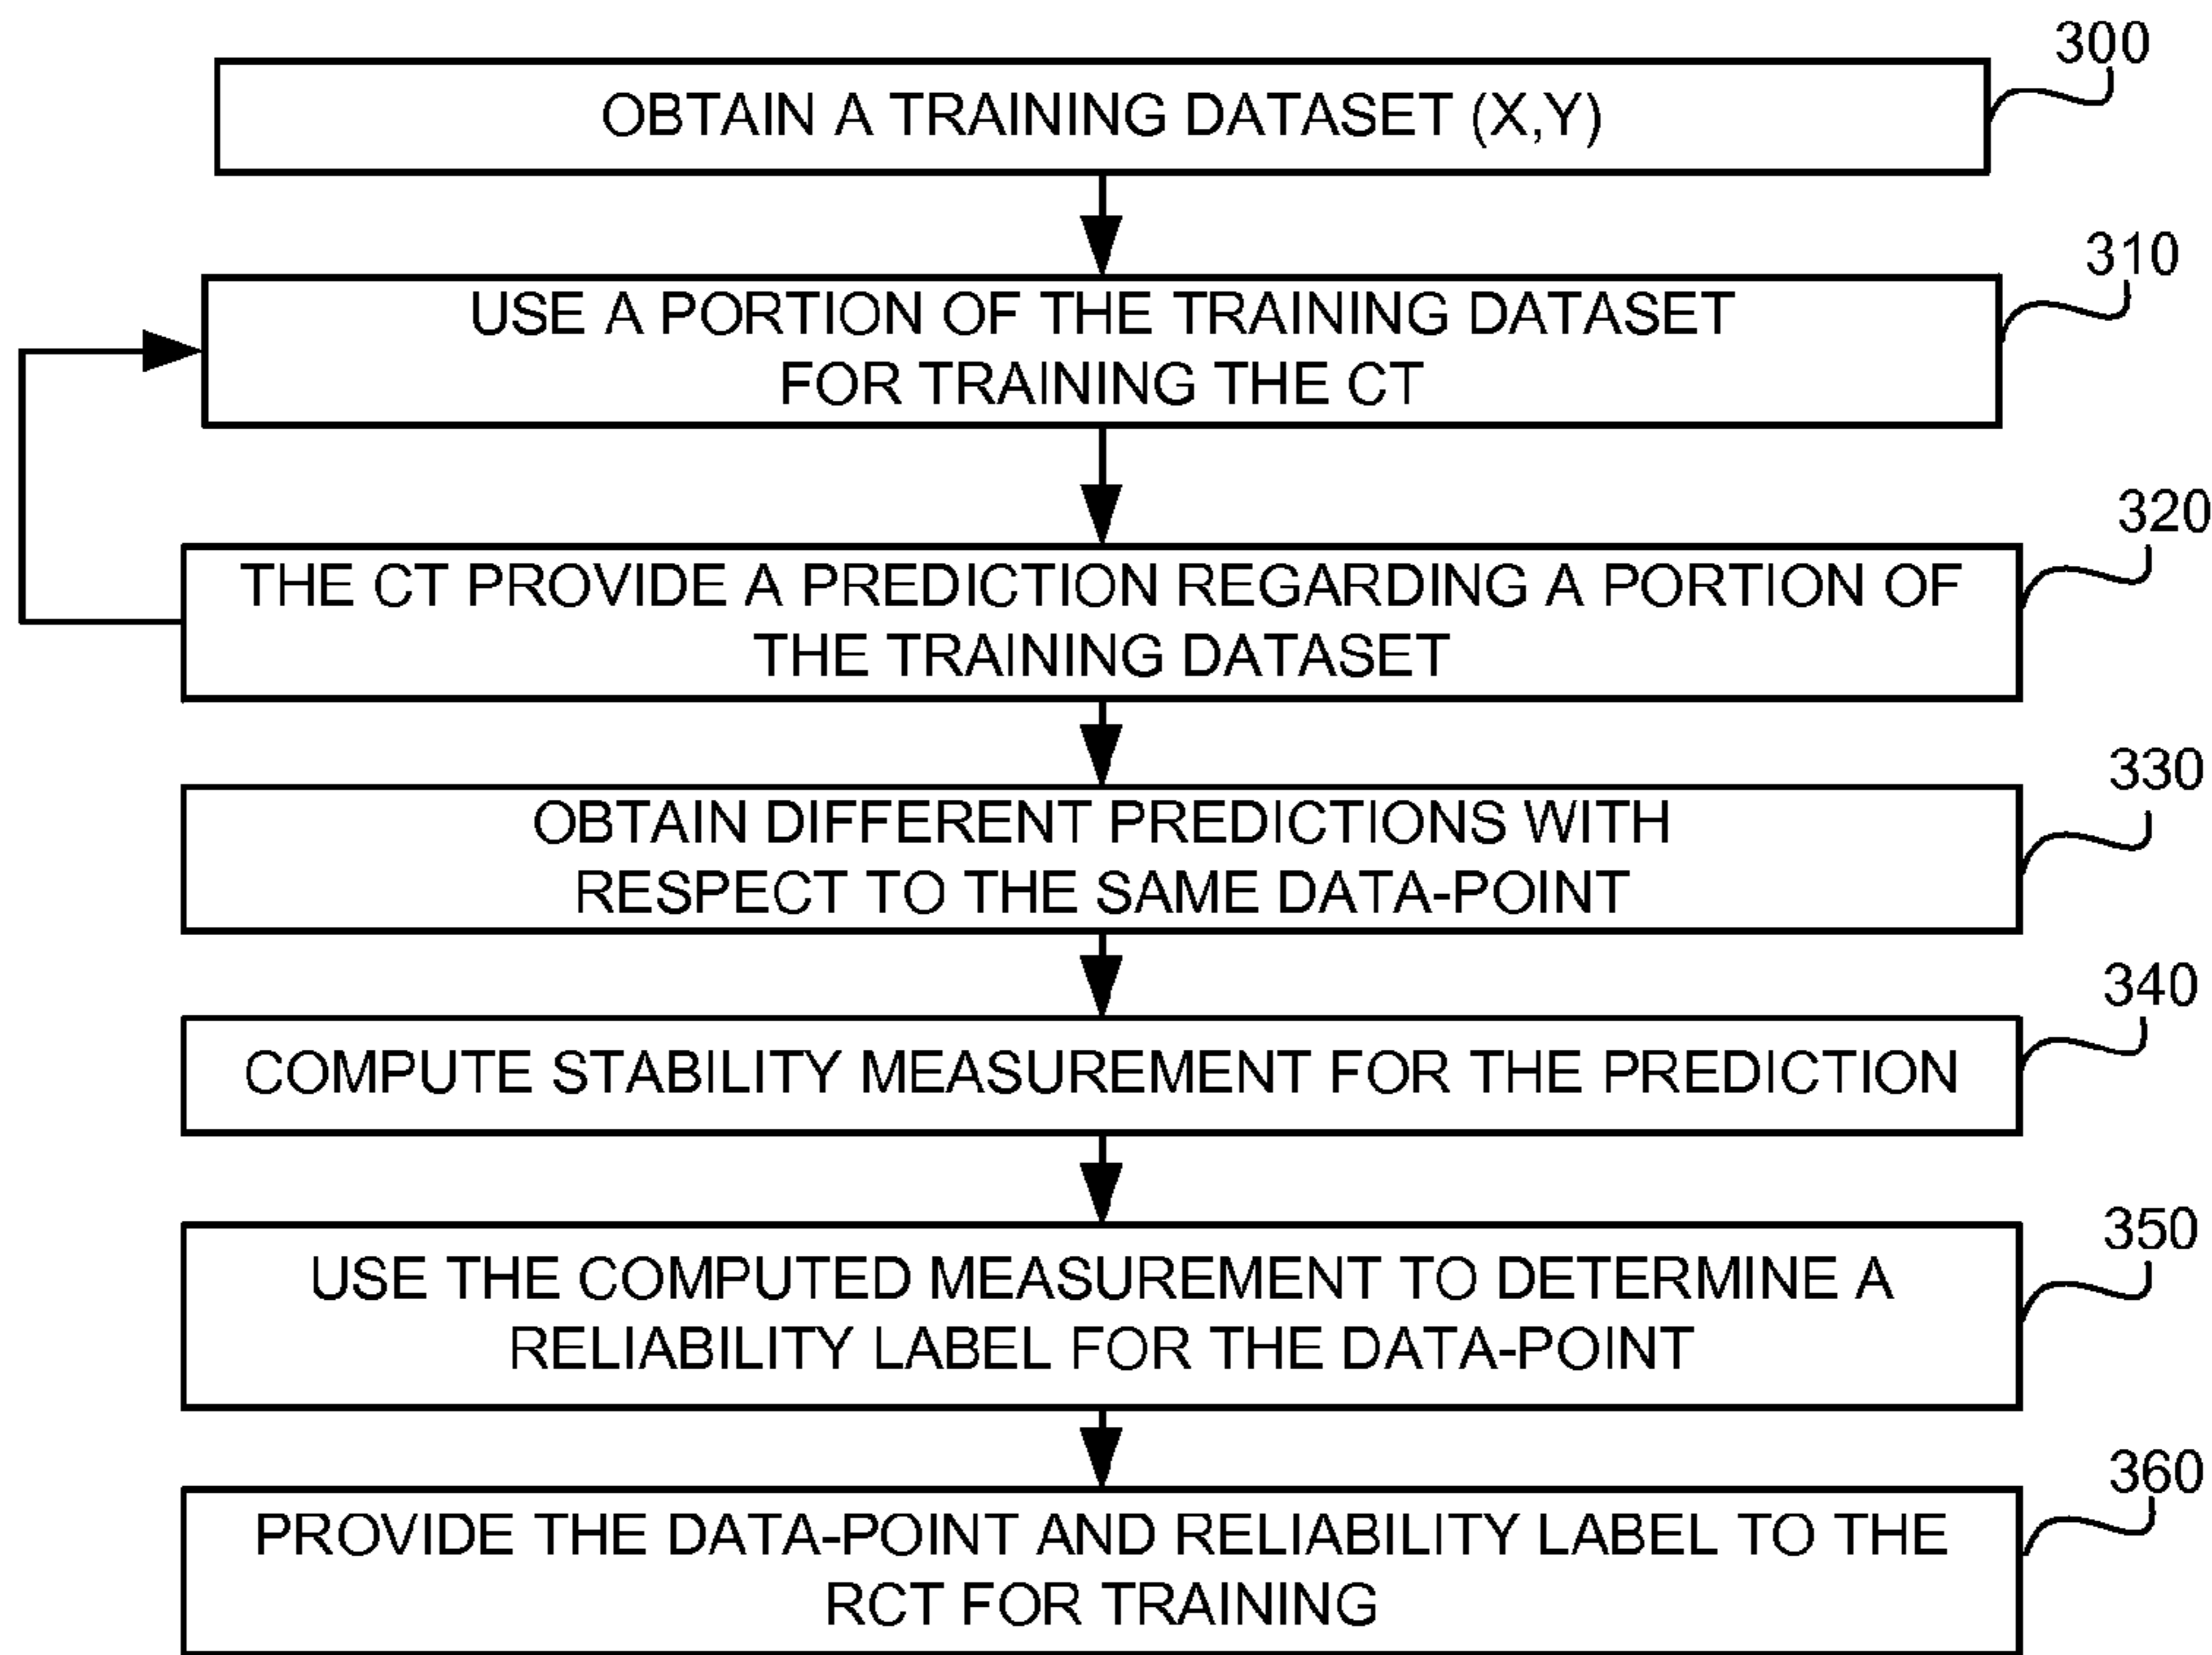 300
OBTAIN A TRAINING DATASET (X,Y)
310
USE A PORTION OF THE TRAINING DATASET
FOR TRAINING THE CT
320
THE CT PROVIDE A PREDICTION REGARDING A PORTION OF
THE TRAINING DATASET
330
OBTAIN DIFFERENT PREDICTIONS WITH
RESPECT TO THE SAME DATA-POINT
340
COMPUTE STABILITY MEASUREMENT FOR THE PREDICTION
350
USE THE COMPUTED MEASUREMENT TO DETERMINE A
RELIABILITY LABEL FOR THE DATA-POINT
360
PROVIDE THE DATA-POINT AND RELIABILITY LABEL TO THE
RCT FOR TRAINING